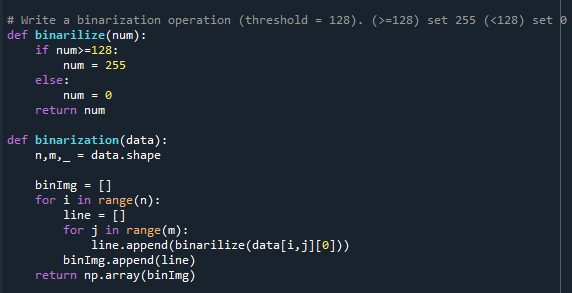 # Write a binarization operation (threshold = 128). (>=128) set 255 (<128) set 0
def binarilize(num):
    if num>=128:
        num = 255
    else:
        num = 0
    return num

def binarization(data):
    n,m,_ = data.shape

    binImg = []
    for i in range(n):
        line = []
        for j in range(m):
            line.append(binarilize(data[i,j][0]))
        binImg.append(line)
    return np.array(binImg)